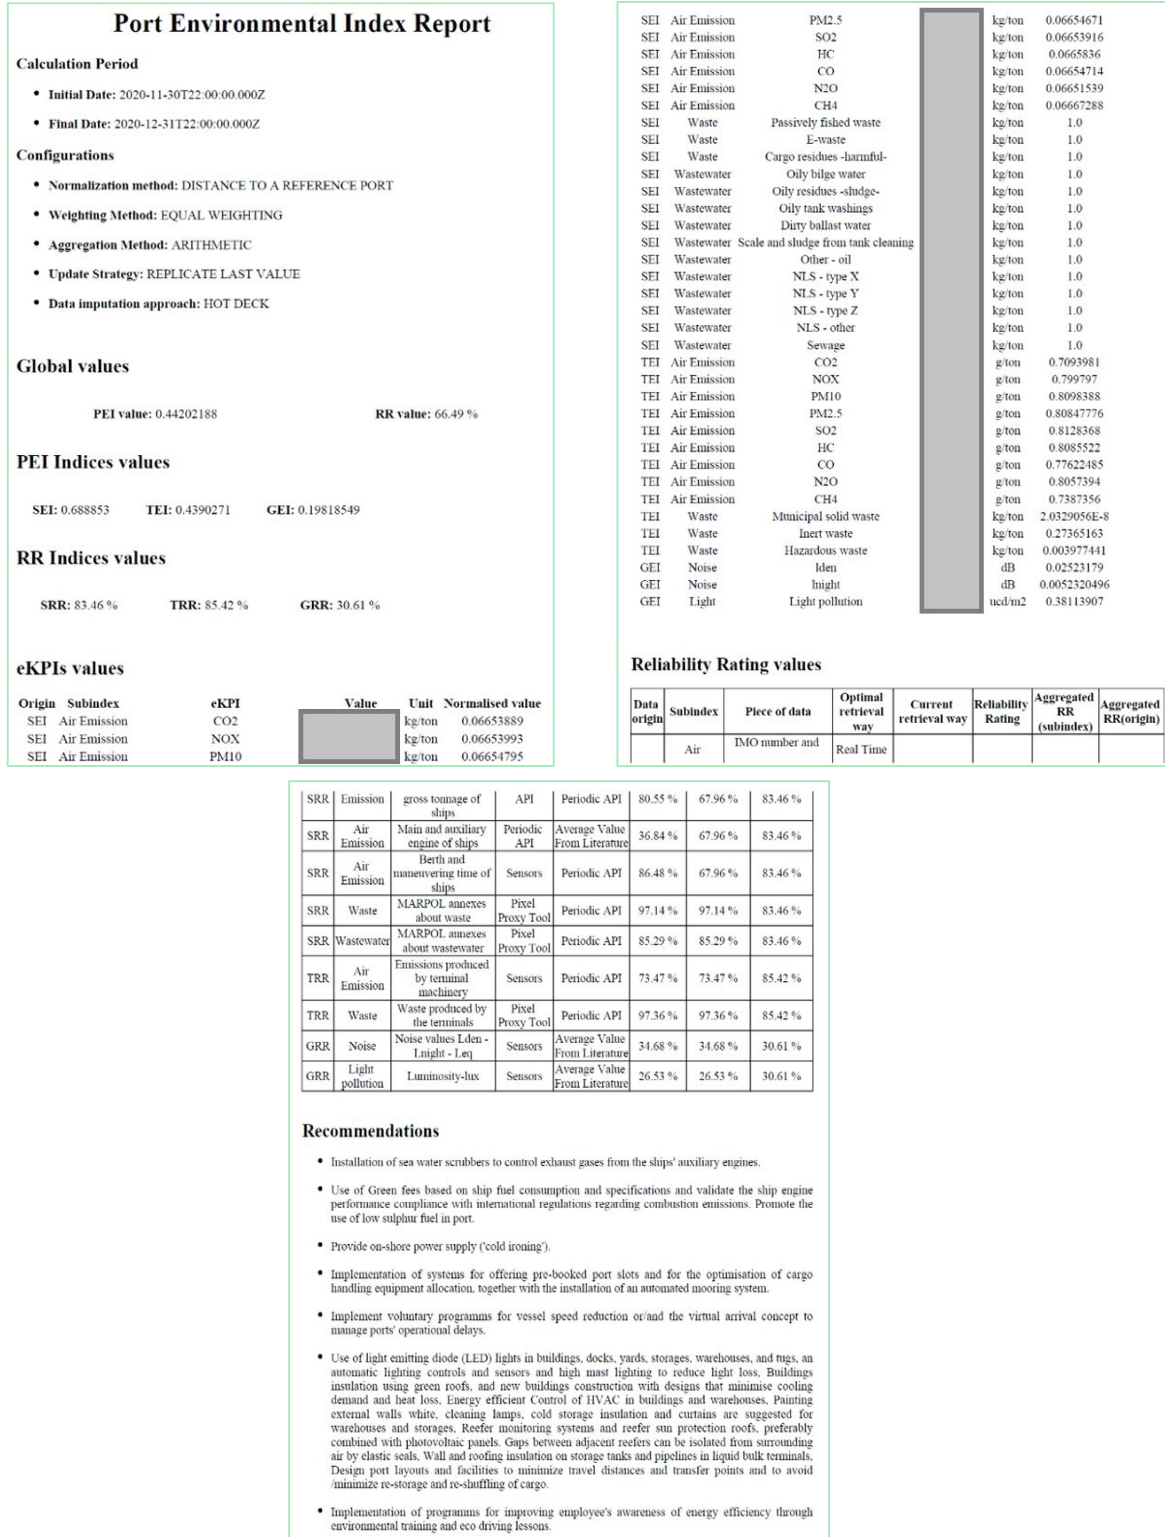 Port Environmental Index Report
Calculation Period
• Initial Date: 2020-11-30T22:00:00.000Z
• Final Date: 2020-12-31T22:00:00.000Z
Configurations
• Normalization method: DISTANCE TO A REFERENCE PORT
• Weighting Method: EQUAL WEIGHTING
• Aggregation Method: ARITHMETIC
• Update Strategy: REPLICATE LAST VALUE
• Data imputation approach: HOT DECK
Global values
PEI value: 0.44202188 RR value: 66.49 %
PEI Indices values
SEI: 0.688853 TEI: 0.4390271 GEI: 0.19818549
RR Indices values
SRR: 83.46 % TRR: 85.42 % GRR: 30.61 %
eKPIs values
Origin Subindex eKPI Value Unit Normalised value
SEI Air Emission CO2 kg/ton 0.06653889
SEI Air Emission NOX kg/ton 0.06653993
SEI Air Emission PM10 kg/ton 0.06654795
SEI Air Emission PM2.5 kg/ton 0.06654671
SEI Air Emission SO2 kg/ton 0.06653916
SEI Air Emission HC kg/ton 0.0665836
SEI Air Emission CO kg/ton 0.06654714
SEI Air Emission N2O kg/ton 0.06651539
SEI Air Emission CH4 kg/ton 0.06667288
SEI Waste Passively fished waste kg/ton 1.0
SEI Waste E-waste kg/ton 1.0
SEI Waste Cargo residues -harmful- kg/ton 1.0
SEI Wastewater Oily bilge water kg/ton 1.0
SEI Wastewater Oily residues -sludge- kg/ton 1.0
SEI Wastewater Oily tank washings kg/ton 1.0
SEI Wastewater Dirty ballast water kg/ton 1.0
SEI Wastewater Scale and sludge from tank cleaning kg/ton 1.0
SEI Wastewater Other - oil kg/ton 1.0
SEI Wastewater NLS - type X kg/ton 1.0
SEI Wastewater NLS - type Y kg/ton 1.0
SEI Wastewater NLS - type Z kg/ton 1.0
SEI Wastewater NLS - other kg/ton 1.0
SEI Wastewater Sewage kg/ton 1.0
TEI Air Emission CO2 g/ton 0.7093981
TEI Air Emission NOX g/ton 0.799797
TEI Air Emission PM10 g/ton 0.8098388
TEI Air Emission PM2.5 g/ton 0.80847776
TEI Air Emission SO2 g/ton 0.8128368
TEI Air Emission HC g/ton 0.8085522
TEI Air Emission CO g/ton 0.77622485
TEI Air Emission N2O g/ton 0.8057394
TEI Air Emission CH4 g/ton 0.7387356
TEI Waste Municipal solid waste kg/ton 2.0329056E-8
TEI Waste Inert waste kg/ton 0.27365163
TEI Waste Hazardous waste kg/ton 0.003977441
GEI Noise lden dB 0.02523179
GEI Noise lnight dB 0.0052320496
GEI Light Light pollution ucd/m2 0.38113907
Reliability Rating values
Data origin Subindex Piece of data Optimal retrieval way Current retrieval way Reliability Rating Aggregated RR (subindex) Aggregated RR(origin)
Air IMO number and Real Time
SRR Emission gross tonnage of ships API Periodic API 80.55 % 67.96 % 83.46 %
SRR Air Emission Main and auxiliary engine of ships Periodic API Average Value From Literature 36.84 % 67.96 % 83.46 %
SRR Air Emission Berth and maneuvering time of ships Sensors Periodic API 86.48 % 67.96 % 83.46 %
SRR Waste MARPOL annexes about waste Pixel Proxy Tool Periodic API 97.14 % 97.14 % 83.46 %
SRR Wastewater MARPOL annexes about wastewater Pixel Proxy Tool Periodic API 85.29 % 85.29 % 83.46 %
TRR Air Emission Emissions produced by terminal machinery Sensors Periodic API 73.47 % 73.47 % 85.42 %
TRR Waste Waste produced by the terminals Pixel Proxy Tool Periodic API 97.36 % 97.36 % 85.42 %
GRR Noise Noise values Lden - Lnight - Leq Sensors Average Value From Literature 34.68 % 34.68 % 30.61 %
GRR Light pollution Luminosity-lux Sensors Average Value From Literature 26.53 % 26.53 % 30.61 %
Recommendations
• Installation of sea water scrubbers to control exhaust gases from the ships' auxiliary engines.
• Use of Green fees based on ship fuel consumption and specifications and validate the ship engine
performance compliance with international regulations regarding combustion emissions. Promote the
use of low sulphur fuel in port.
• Provide on-shore power supply ('cold ironing').
• Implementation of systems for offering pre-booked port slots and for the optimisation of cargo
handling equipment allocation, together with the installation of an automated mooring system.
• Implement voluntary programms for vessel speed reduction or/and the virtual arrival concept to
manage ports' operational delays.
• Use of light emitting diode (LED) lights in buildings, docks, yards, storages, warehouses, and tugs, an
automatic lighting controls and sensors and high mast lighting to reduce light loss, Buildings
insulation using green roofs, and new buildings construction with designs that minimise cooling
demand and heat loss, Energy efficient Control of HVAC in buildings and warehouses, Painting
external walls white, cleaning lamps, cold storage insulation and curtains are suggested for
warehouses and storages, Reefer monitoring systems and reefer sun protection roofs, preferably
combined with photovoltaic panels. Gaps between adjacent reefers can be isolated from surrounding
air by elastic seals, Wall and roofing insulation on storage tanks and pipelines in liquid bulk terminals,
Design port layouts and facilities to minimize travel distances and transfer points and to avoid
/minimize re-storage and re-shuffling of cargo.
• Implementation of programms for improving employee's awareness of energy efficiency through
environmental training and eco driving lessons.